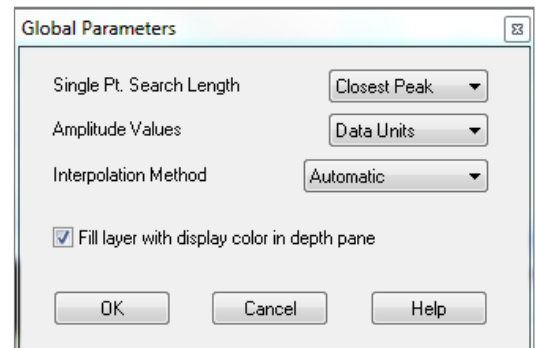 Global Parameters
Single Pt. Search Length Closest Peak
Amplitude Values Data Units
Interpolation Method Automatic
Fill layer with display color in depth pane
OK Cancel Help